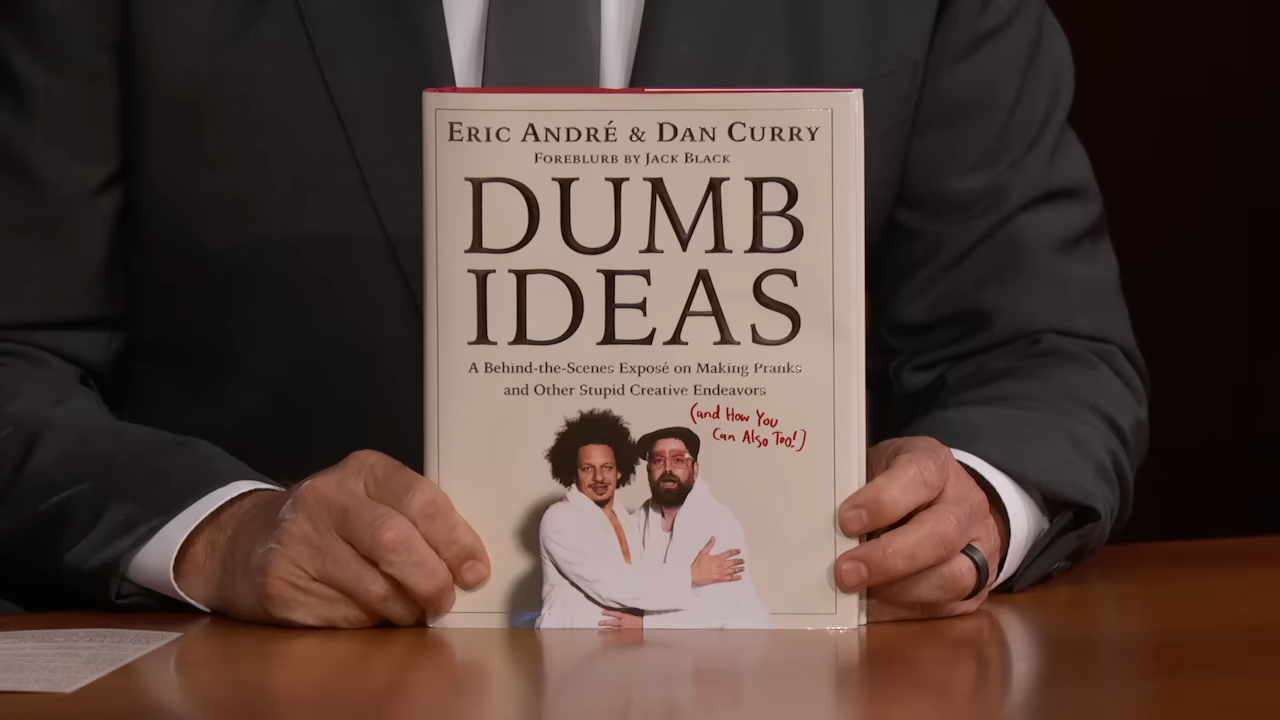 ERIC ANDRÉ & DAN CURRY
FOREBLURB BY JACK BLACK
DUMB
IDEAS
A Behind-the-Scenes Exposé on Making Pranks
and Other Stupid Creative Endeavors
(and How You
Can Also Too!)